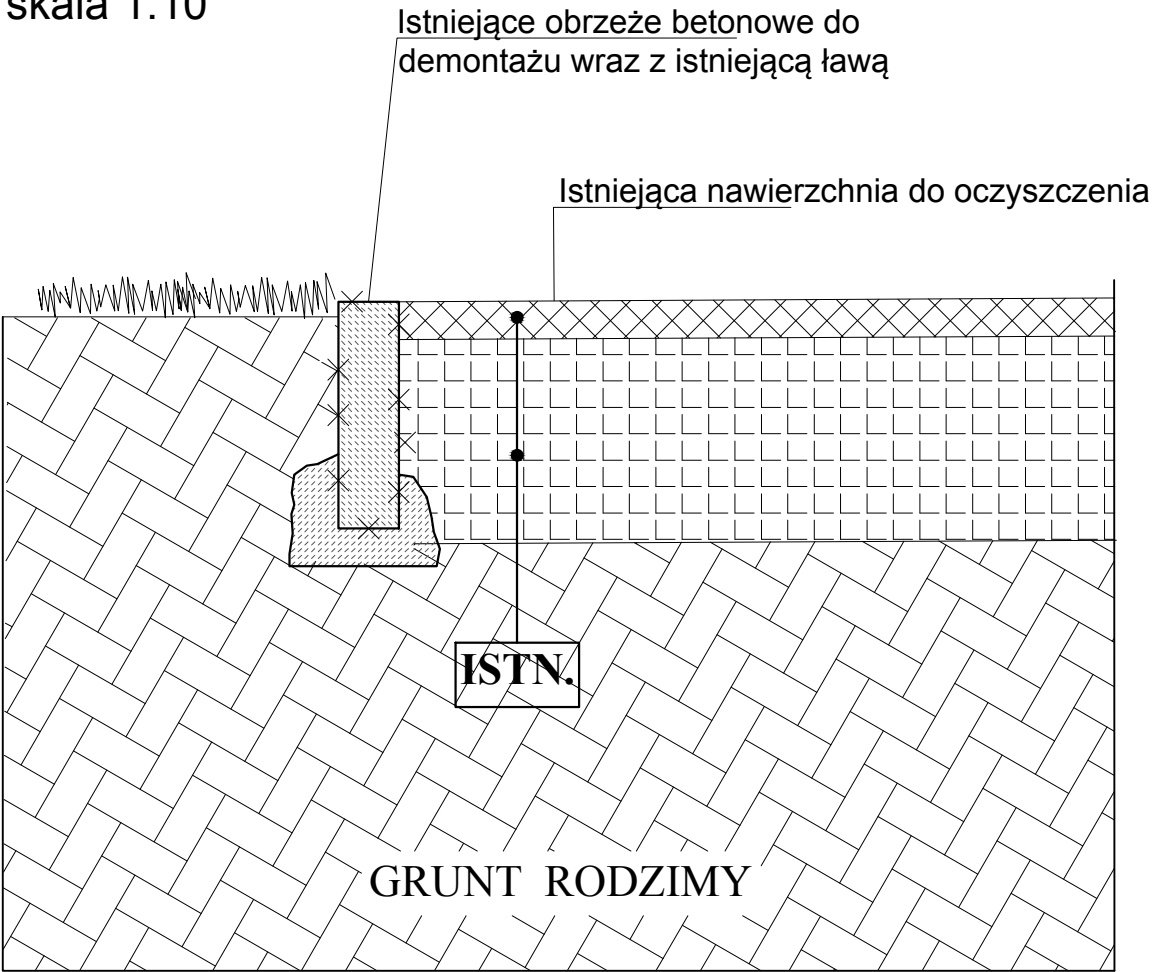 skala 1:10
Istniejące obrzeże betonowe do
demontażu wraz z istniejącą ławą
Istniejąca nawierzchnia do oczyszczenia
ISTN.
GRUNT RODZIMY